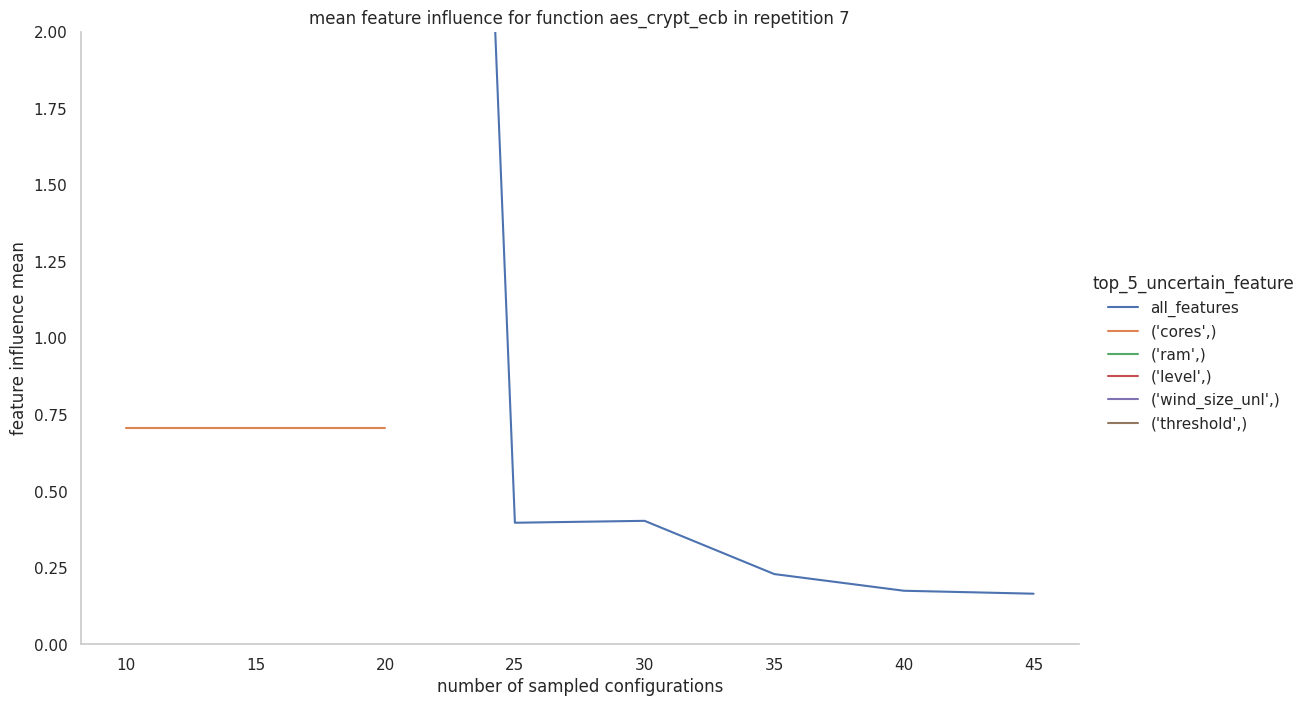 mean feature influence for function aes_crypt_ecb in repetition 7
2.00
1.75
1.50
1.25
1.00
0.75
0.50
0.25
0.00
feature influence mean
10 15 20 25 30 35 40 45
number of sampled configurations
top_5_uncertain_feature
all_features
('cores',)
('ram',)
('level',)
('wind_size_unl',)
('threshold',)